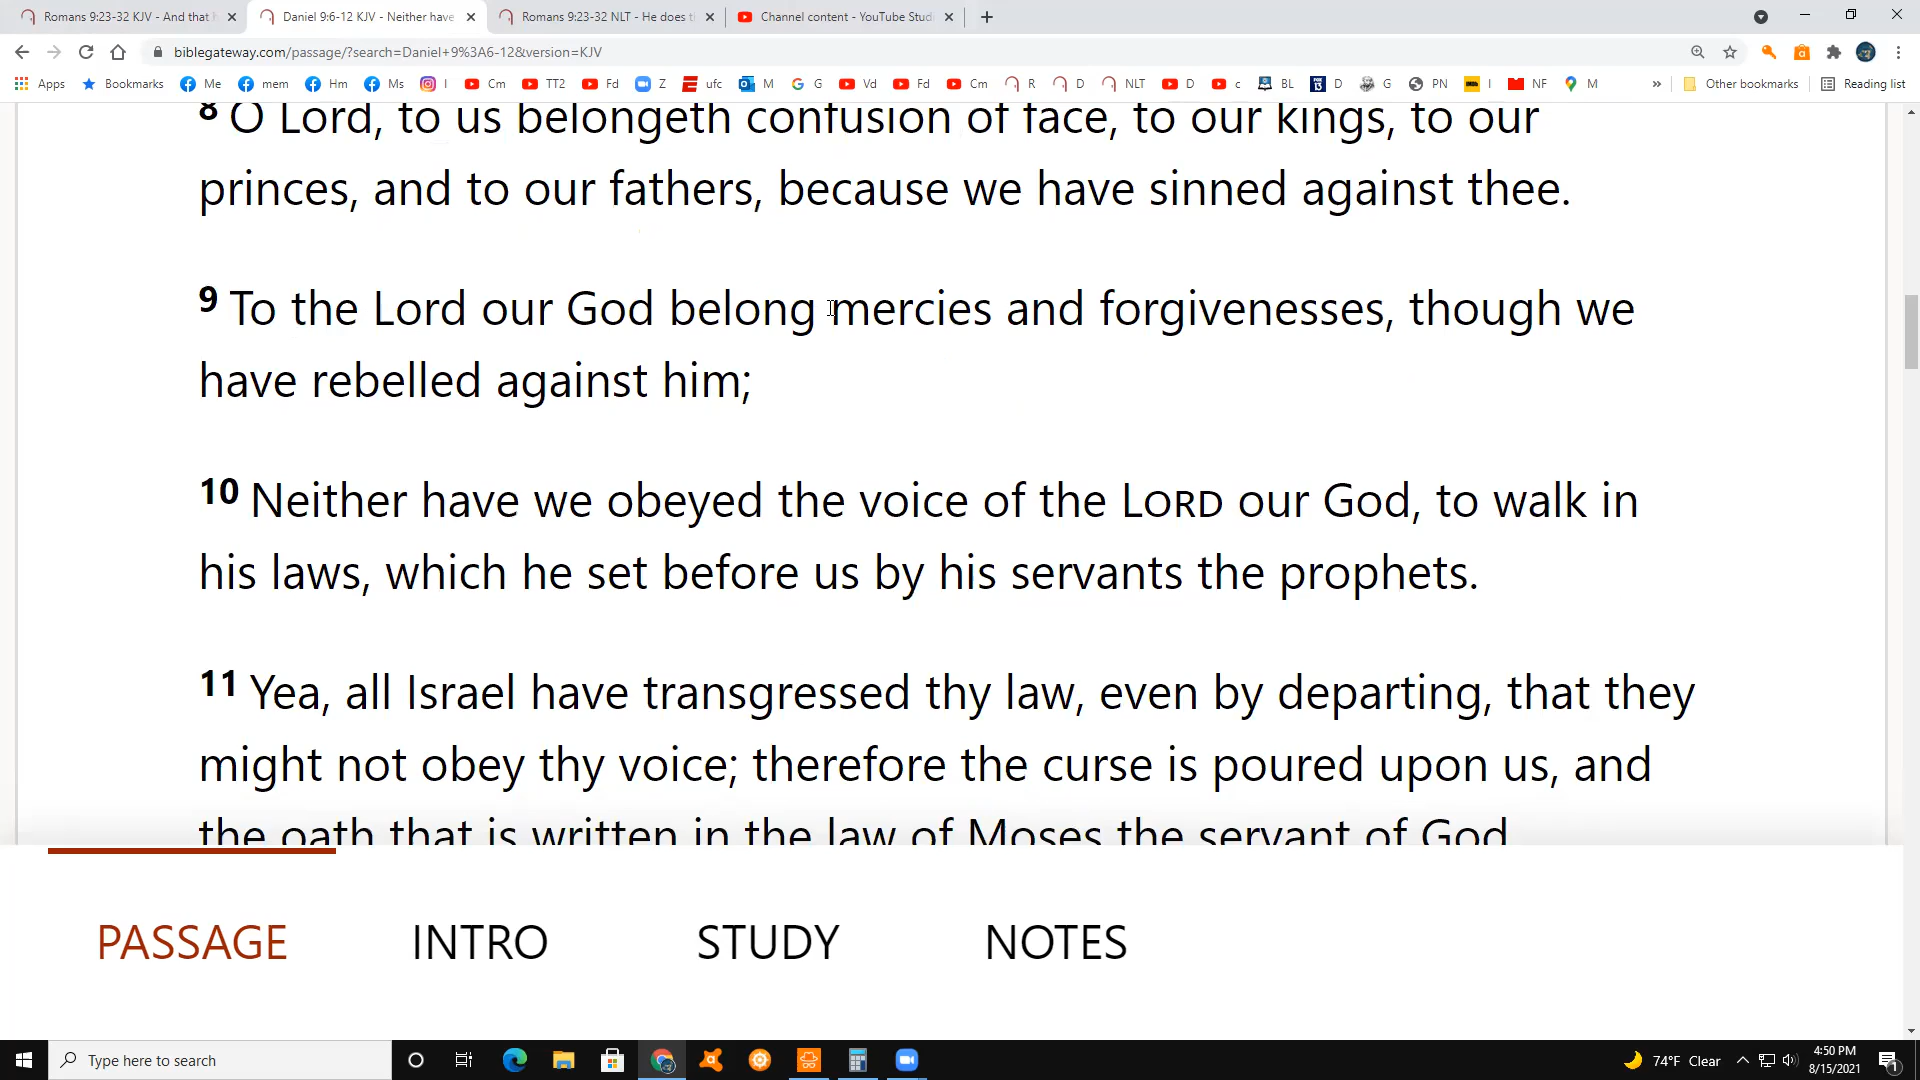 Romans 9:23-32 KJV - And that
Daniel 9:6-12 KJV - Neither have
Romans 9:23-32 NLT - He does t
Channel content - YouTube Stud
biblegateway.com/passage/?search=Daniel+9%3A6-12&version=KJV
Apps Bookmarks Me mem Hm Ms I Cm TT2 Fd Z ufc M G Vd Fd Cm R D NLT D c BL D G PN I NF M » Other bookmarks Reading list
8 O Lord, to us belongeth confusion of face, to our kings, to our
princes, and to our fathers, because we have sinned against thee.
9 To the Lord our God belong mercies and forgivenesses, though we
have rebelled against him;
10 Neither have we obeyed the voice of the LORD our God, to walk in
his laws, which he set before us by his servants the prophets.
11 Yea, all Israel have transgressed thy law, even by departing, that they
might not obey thy voice; therefore the curse is poured upon us, and
the oath that is written in the law of Moses the servant of God
PASSAGE INTRO STUDY NOTES
Type here to search
74°F Clear
4:50 PM
8/15/2021
1